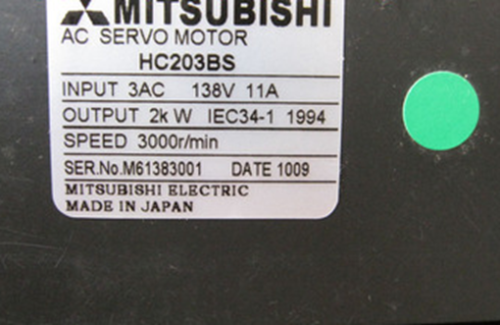 MITSUBISHI
AC SERVO MOTOR
HC203BS
INPUT 3AC 138V 11A
OUTPUT 2kW IEC34-1 1994
SPEED 3000r/min
SER.No.M61383001 DATE 1009
MITSUBISHI ELECTRIC
MADE IN JAPAN